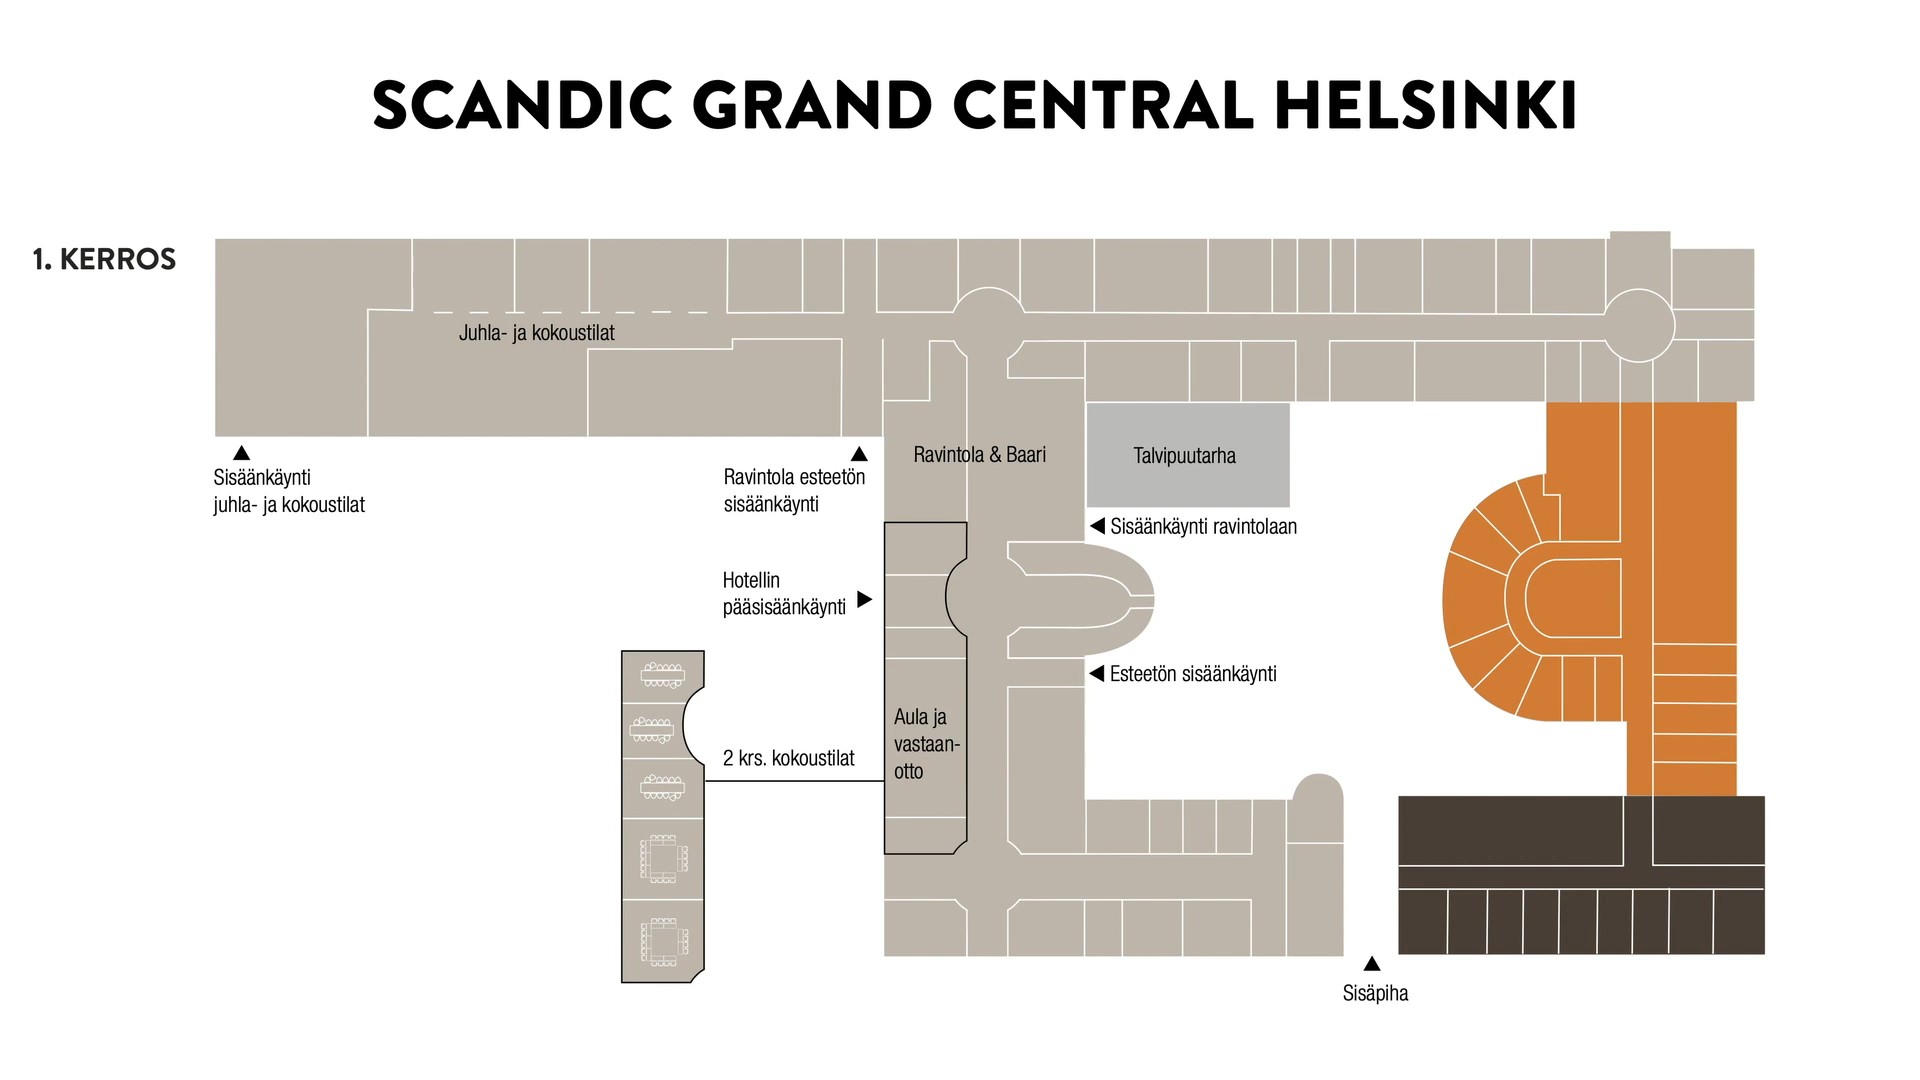 SCANDIC GRAND CENTRAL HELSINKI
1. KERROS
Juhla- ja kokoustilat
Sisäänkäynti
juhla- ja kokoustilat
Ravintola esteetön
sisäänkäynti
Ravintola & Baari
Talvipuutarha
Sisäänkäynti ravintolaan
Hotellin
pääsisäänkäynti
Esteetön sisäänkäynti
Aula ja
vastaan-
otto
2 krs. kokoustilat
Sisäpiha